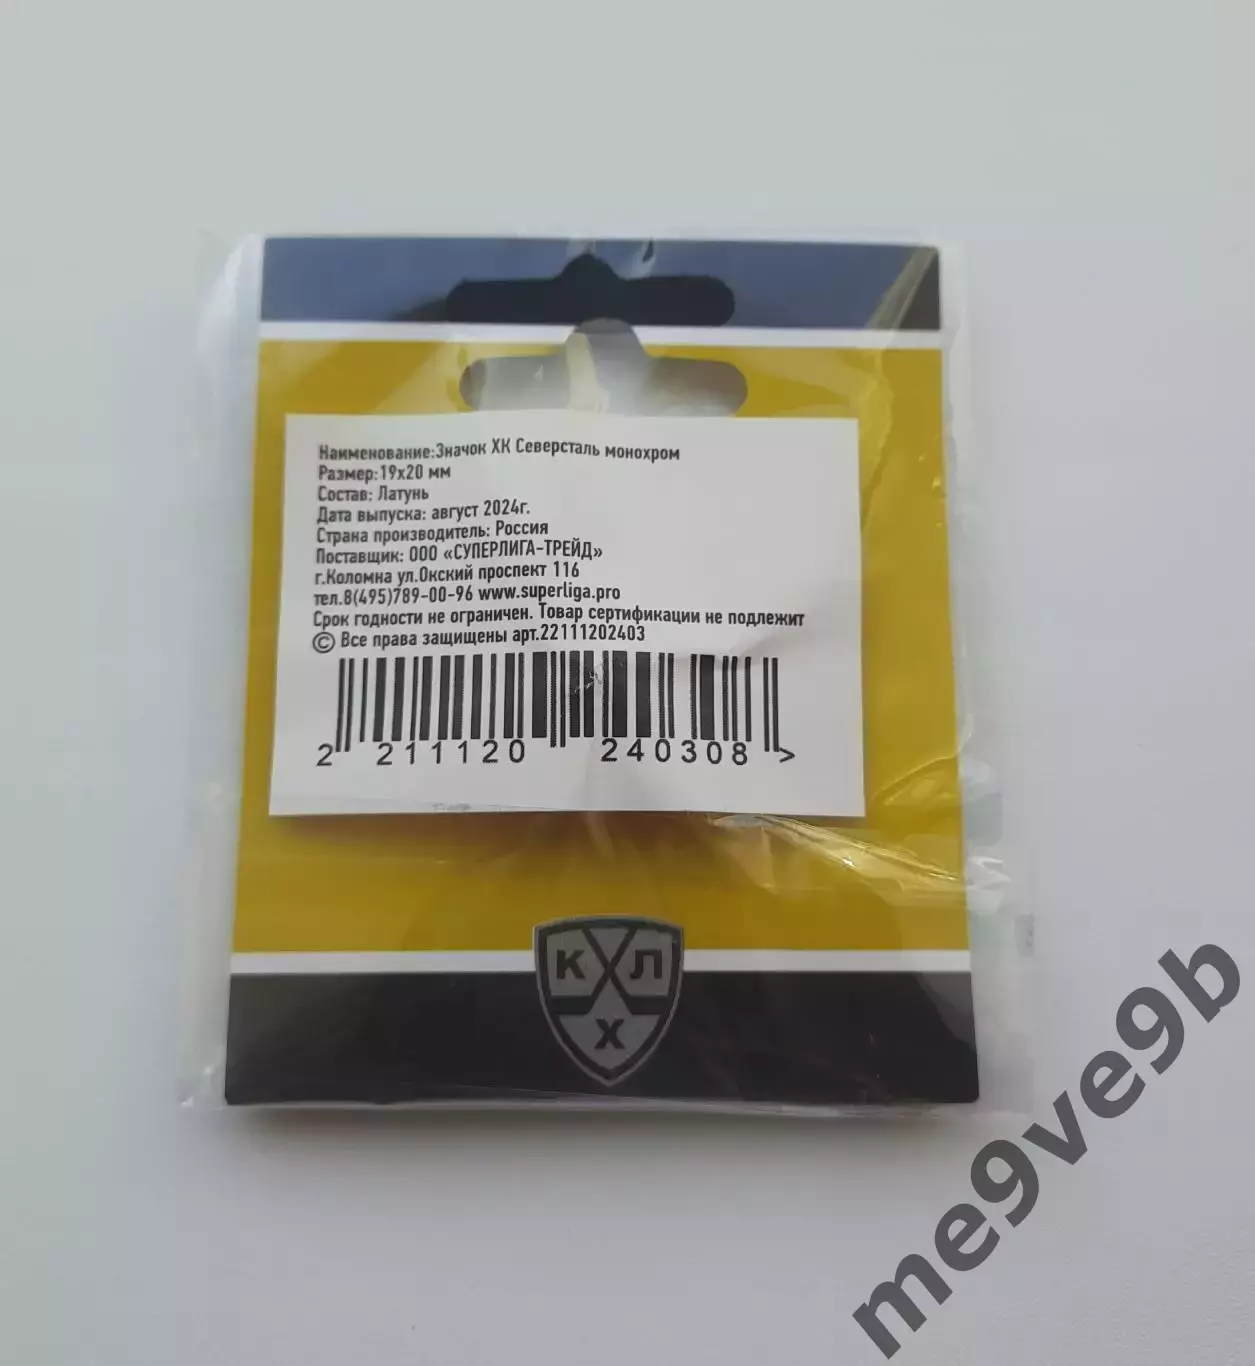 Наименование:Значок ХК Северсталь монохром
Размер:19х20 мм
Состав: Латунь
Дата выпуска: август 2024г.
Страна производитель: Россия
Поставщик: ООО «СУПЕРЛИГА-ТРЕЙД»
г.Коломна ул.Окский проспект 116
тел.8(495)789-00-96 www.superliga.pro
Срок годности не ограничен. Товар сертификации не подлежит
© Все права защищены арт.22111202403
2 211120 240308 >
К Л
Х
me9ve9b